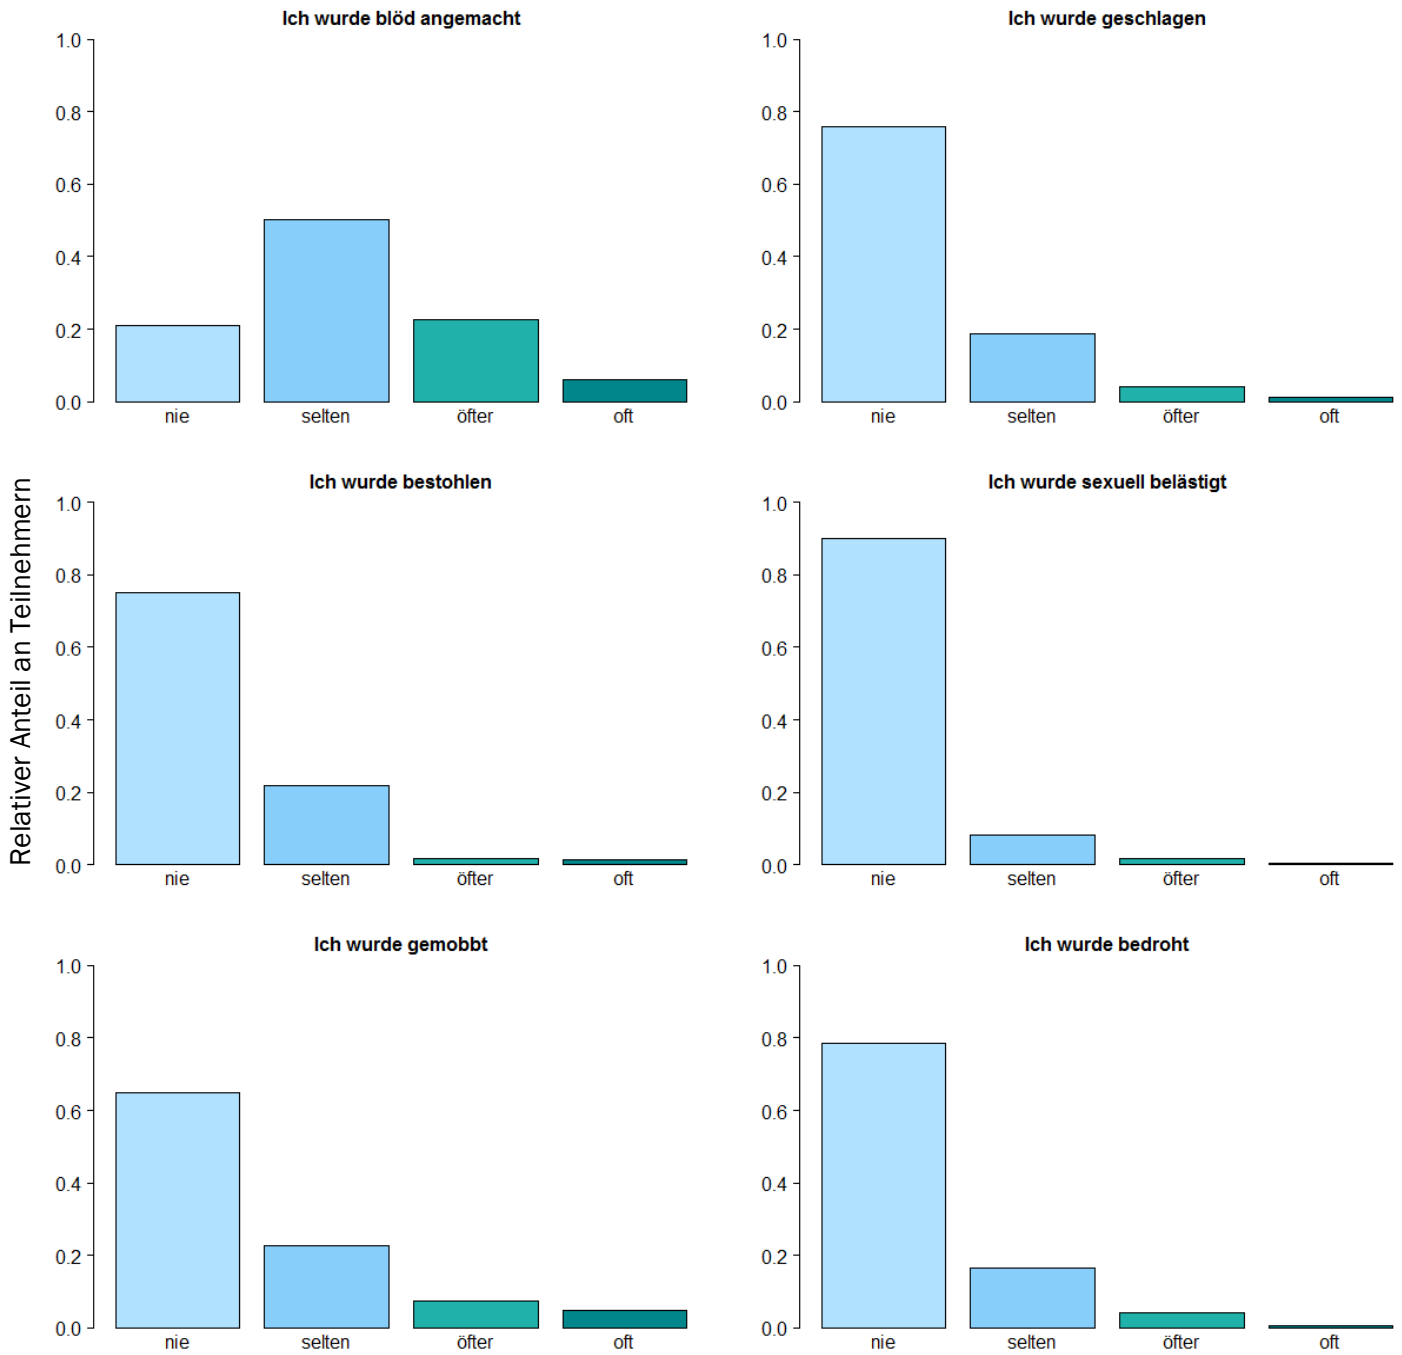 Relativer Anteil an Teilnehmern
Ich wurde blöd angemacht
1.0
0.8
0.6
0.4
0.2
0.0
nie selten öfter oft
Ich wurde geschlagen
1.0
0.8
0.6
0.4
0.2
0.0
nie selten öfter oft
Ich wurde bestohlen
1.0
0.8
0.6
0.4
0.2
0.0
nie selten öfter oft
Ich wurde sexuell belästigt
1.0
0.8
0.6
0.4
0.2
0.0
nie selten öfter oft
Ich wurde gemobbt
1.0
0.8
0.6
0.4
0.2
0.0
nie selten öfter oft
Ich wurde bedroht
1.0
0.8
0.6
0.4
0.2
0.0
nie selten öfter oft